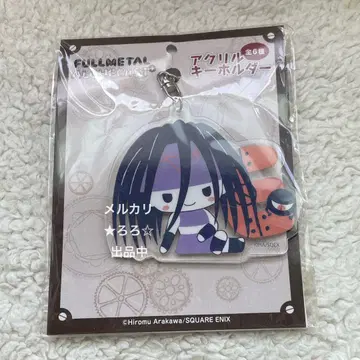 FULLMETAL
アクリル
キーホルダー
全6種
メルカリ
★ろろ☆
出品中
©Hiromu Arakawa/SQUARE ENIX